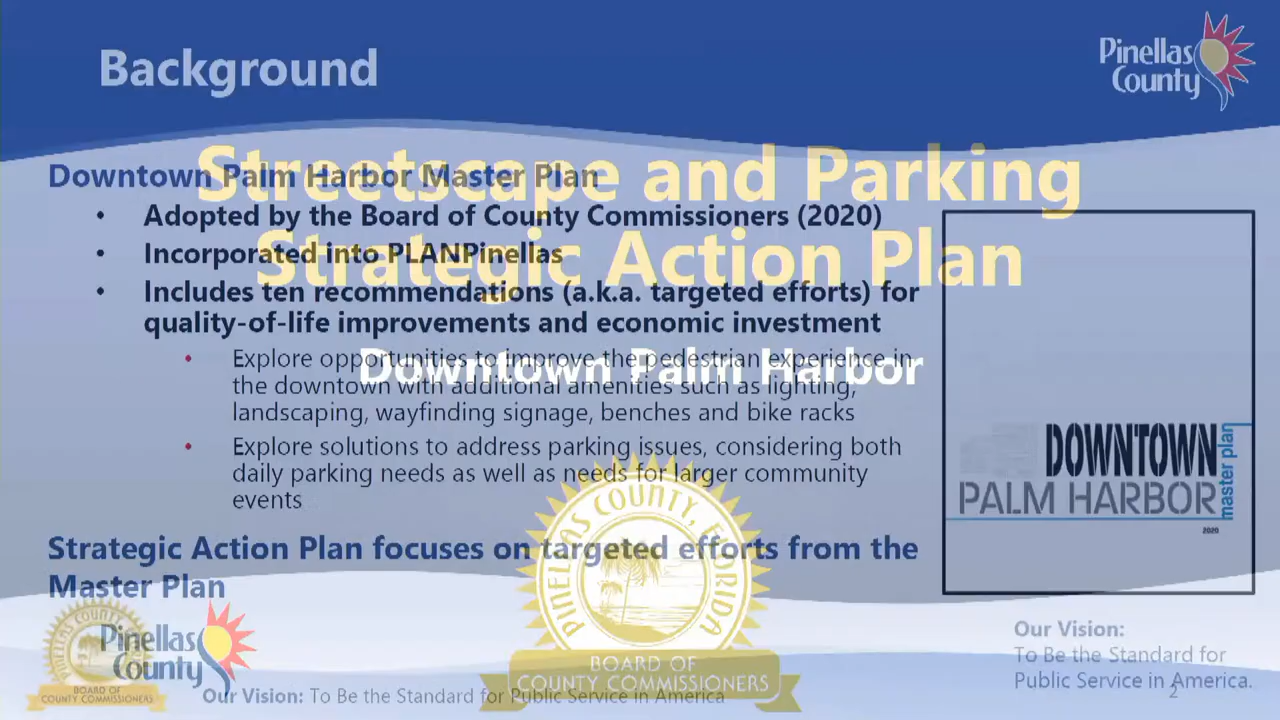 Background
Pinellas
County
Streetscape and Parking
Strategic Action Plan
Downtown Palm Harbor
Downtown Palm Harbor Master Plan
• Adopted by the Board of County Commissioners (2020)
• Incorporated into PLANPinellas
• Includes ten recommendations (a.k.a. targeted efforts) for
quality-of-life improvements and economic investment
• Explore opportunities to improve the pedestrian experience in
the downtown with additional amenities such as lighting,
landscaping, wayfinding signage, benches and bike racks
• Explore solutions to address parking issues, considering both
daily parking needs as well as needs for larger community
events
Strategic Action Plan focuses on targeted efforts from the
Master Plan
DOWNTOWN
PALM HARBOR
master plan
2020
PINELLAS COUNTY, FLORIDA
BOARD OF
COUNTY COMMISSIONERS
PINELLAS COUNTY
BOARD OF
COUNTY COMMISSIONERS
Pinellas
County
Our Vision: To Be the Standard for Public Service in America
Our Vision:
To Be the Standard for
Public Service in America.
2